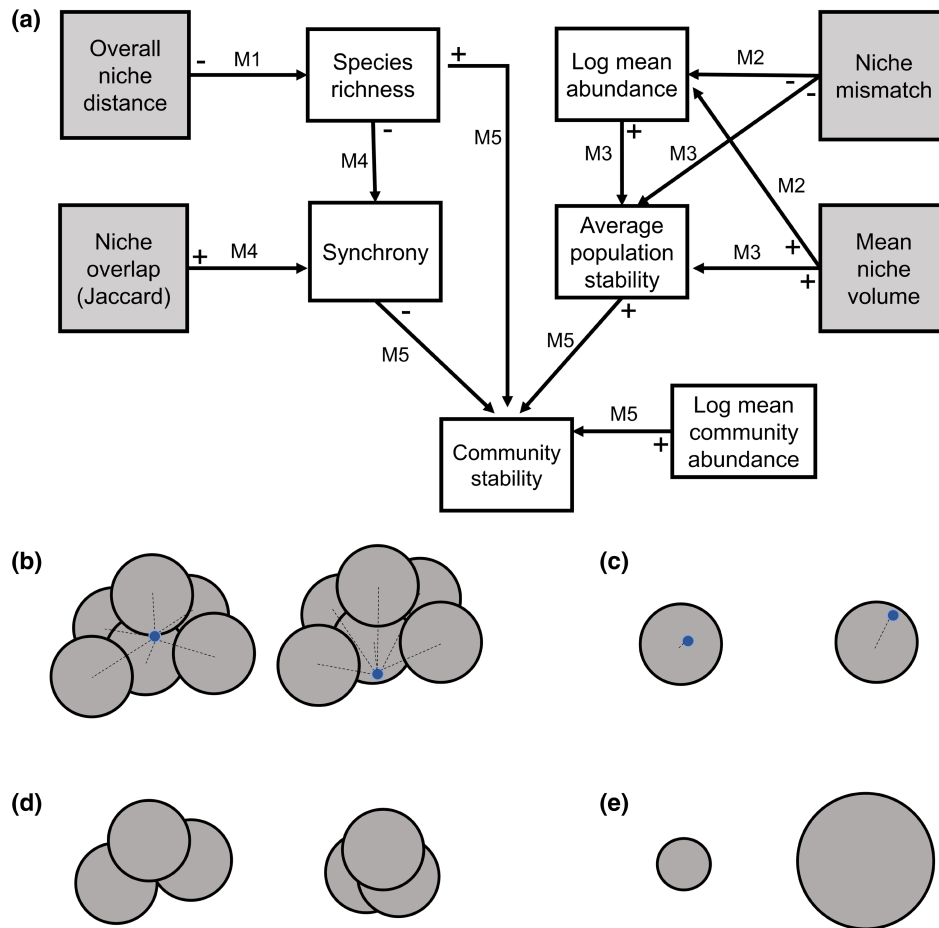 (a)
Overall
niche
distance
- M1
Species
richness
+
M5
-
M4
Niche
overlap
(Jaccard)
+ M4
Synchrony
-
M5
Log mean
abundance
M2
-
-
Niche
mismatch
+
M3
M3
M2
Average
population
stability
M3
+
+
Mean
niche
volume
+
M5
Community
stability
M5
+
Log mean
community
abundance
(b)
(c)
(d)
(e)